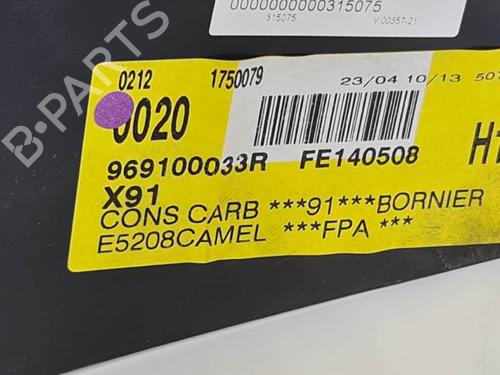 0000000000315075
315075 V 00357-21
B-PARTS
0212 1750079 23/04 10/13 507
0020
969100033R FE140508
X91
CONS CARB ***91***BORNIER
E5208CAMEL ***FPA ***